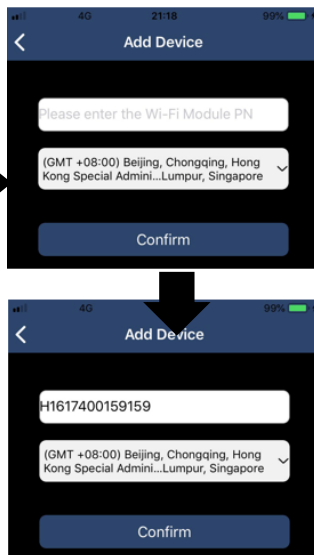 4G 21:18 99%
Add Device
Please enter the Wi-Fi Module PN
(GMT +08:00) Beijing, Chongqing, Hong
Kong Special Admini...Lumpur, Singapore
Confirm
4G 99%
Add Device
H1617400159159
(GMT +08:00) Beijing, Chongqing, Hong
Kong Special Admini...Lumpur, Singapore
Confirm